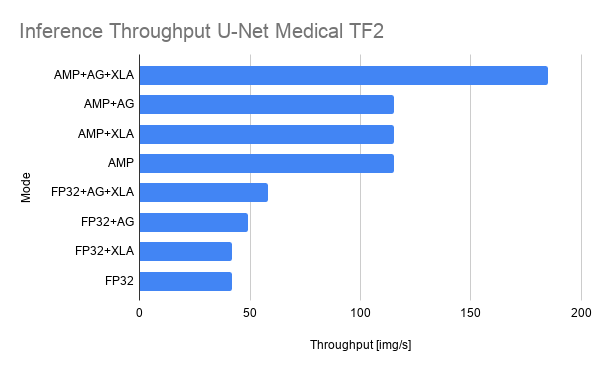 Inference Throughput U-Net Medical TF2
Mode
AMP+AG+XLA
AMP+AG
AMP+XLA
AMP
FP32+AG+XLA
FP32+AG
FP32+XLA
FP32
0 50 100 150 200
Throughput [img/s]